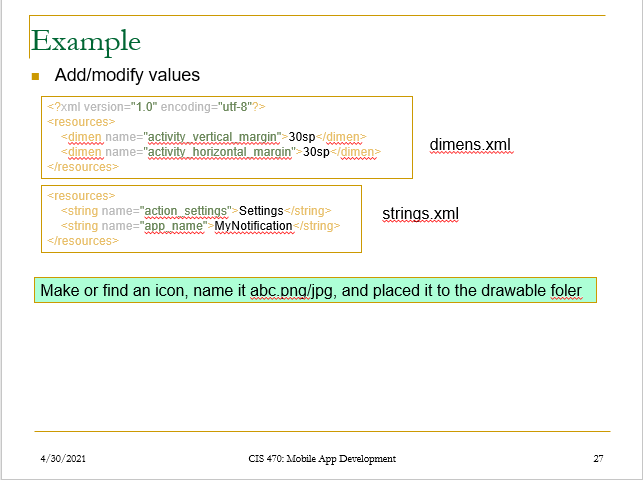 Example
Add/modify values
<?xml version="1.0" encoding="utf-8"?>
<resources>
<dimen name="activity_vertical_margin">30sp</dimen>
<dimen name="activity_horizontal_margin">30sp</dimen>
</resources>
dimens.xml
<resources>
<string name="action_settings">Settings</string>
<string name="app_name">MyNotification</string>
</resources>
strings.xml
Make or find an icon, name it abc.png/jpg, and placed it to the drawable foler
4/30/2021
CIS 470: Mobile App Development
27